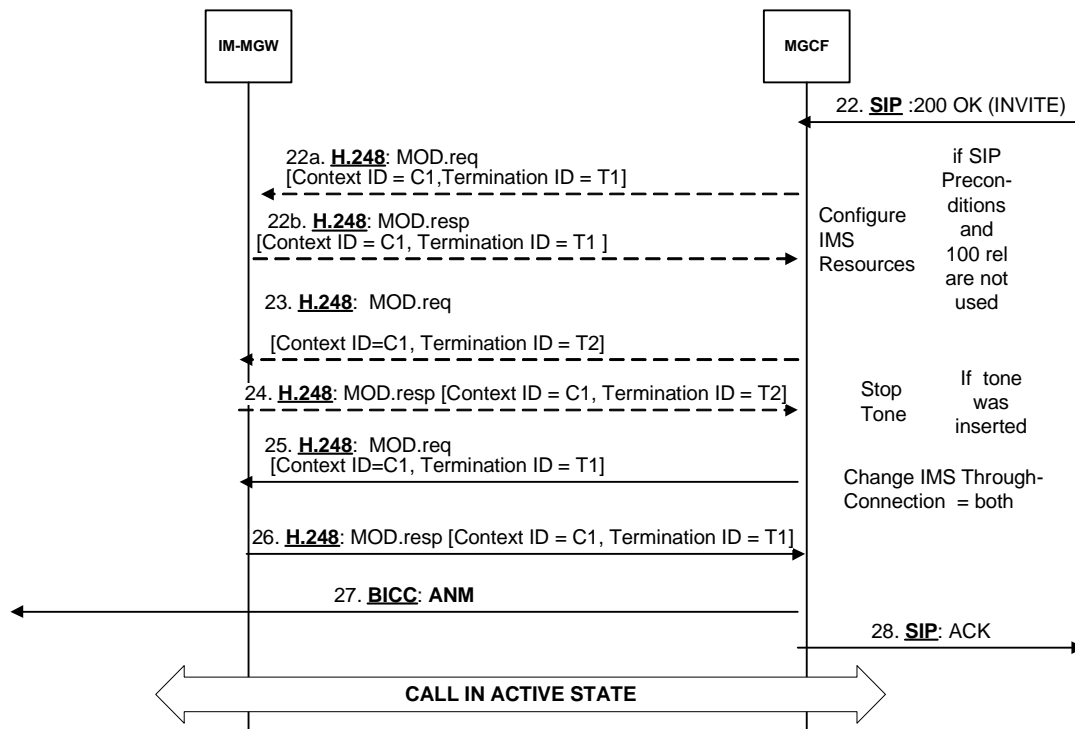 IM-MGW
MGCF
22. SIP :200 OK (INVITE)
22a. H.248: MOD.req
[Context ID = C1,Termination ID = T1]
22b. H.248: MOD.resp
[Context ID = C1, Termination ID = T1 ]
Configure
IMS
Resources
if SIP
Precon-
ditions
and
100 rel
are not
used
23. H.248: MOD.req
[Context ID=C1, Termination ID = T2]
24. H.248: MOD.resp [Context ID = C1, Termination ID = T2]
Stop
Tone
If tone
was
inserted
25. H.248: MOD.req
[Context ID=C1, Termination ID = T1]
Change IMS Through-
Connection = both
26. H.248: MOD.resp [Context ID = C1, Termination ID = T1]
27. BICC: ANM
28. SIP: ACK
CALL IN ACTIVE STATE